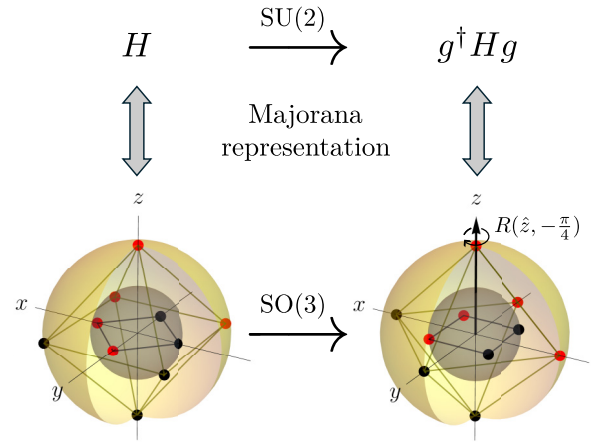 SU(2)
H
g†Hg
Majorana
representation
z
z
R(ẑ, −π/4)
x
x
SO(3)
y
y